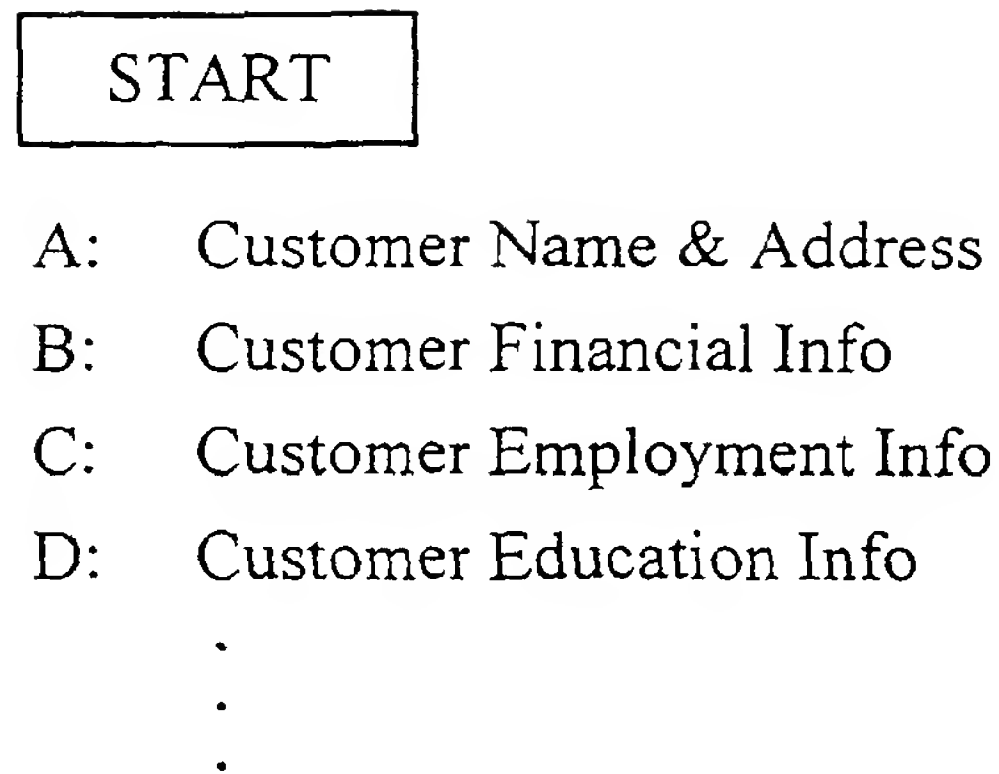 START
A: Customer Name & Address
B: Customer Financial Info
C: Customer Employment Info
D: Customer Education Info
.
.
.